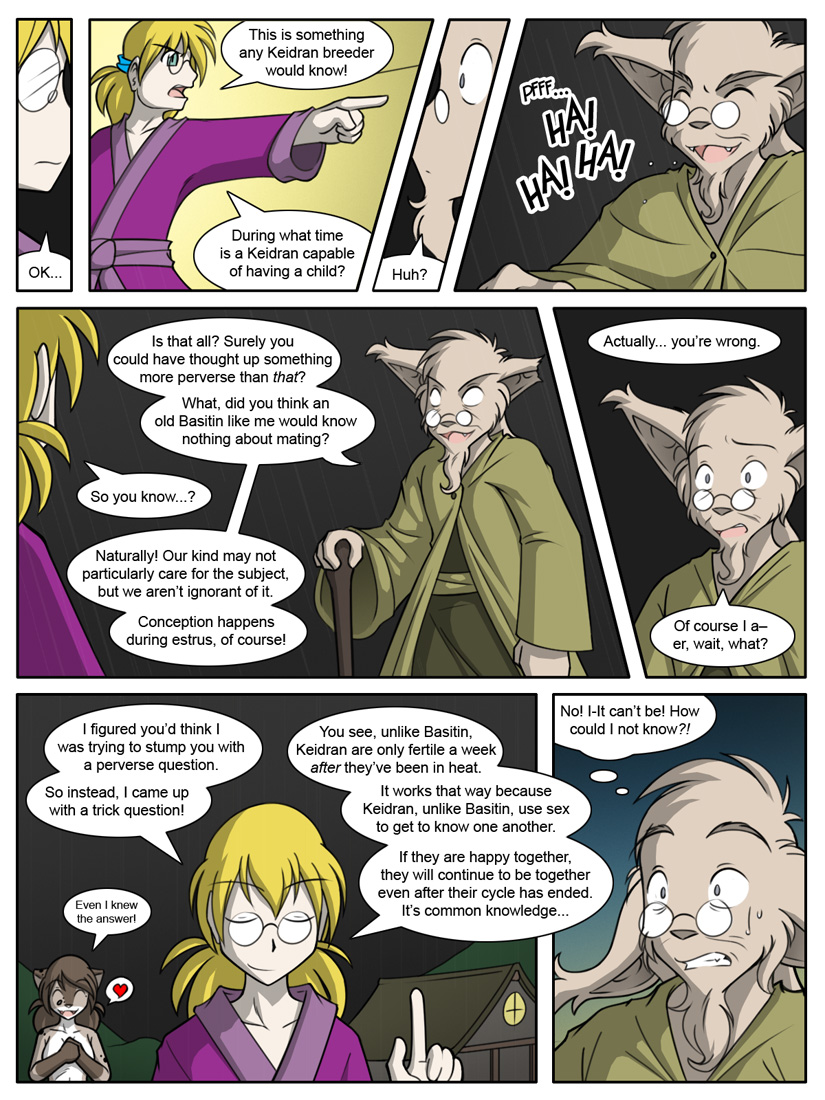 OK...
This is something
any Keidran breeder
would know!
During what time
is a Keidran capable
of having a child?
Huh?
PFFF...
HA!
HA! HA!
Is that all? Surely you
could have thought up something
more perverse than that?
What, did you think an
old Basitin like me would know
nothing about mating?
So you know...?
Naturally! Our kind may not
particularly care for the subject,
but we aren't ignorant of it.
Conception happens
during estrus, of course!
Actually... you're wrong.
Of course I a–
er, wait, what?
I figured you'd think I
was trying to stump you with
a perverse question.
So instead, I came up
with a trick question!
You see, unlike Basitin,
Keidran are only fertile a week
after they've been in heat.
It works that way because
Keidran, unlike Basitin, use sex
to get to know one another.
If they are happy together,
they will continue to be together
even after their cycle has ended.
It's common knowledge...
Even I knew
the answer!
No! I-It can't be! How
could I not know?!